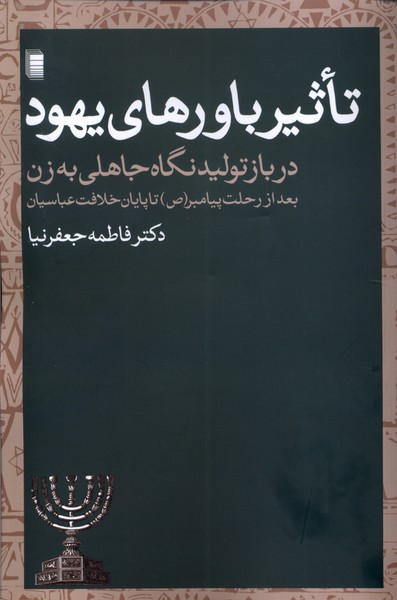 تأثیر باورهای یهود
در بازتولید نگاه جاهلی به زن
بعد از رحلت پیامبر(ص) تا پایان خلافت عباسیان
دکتر فاطمه جعفرنیا